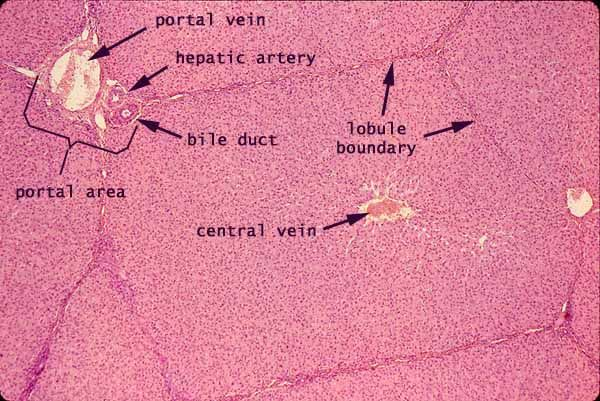 portal vein
hepatic artery
bile duct
lobule
boundary
portal area
central vein